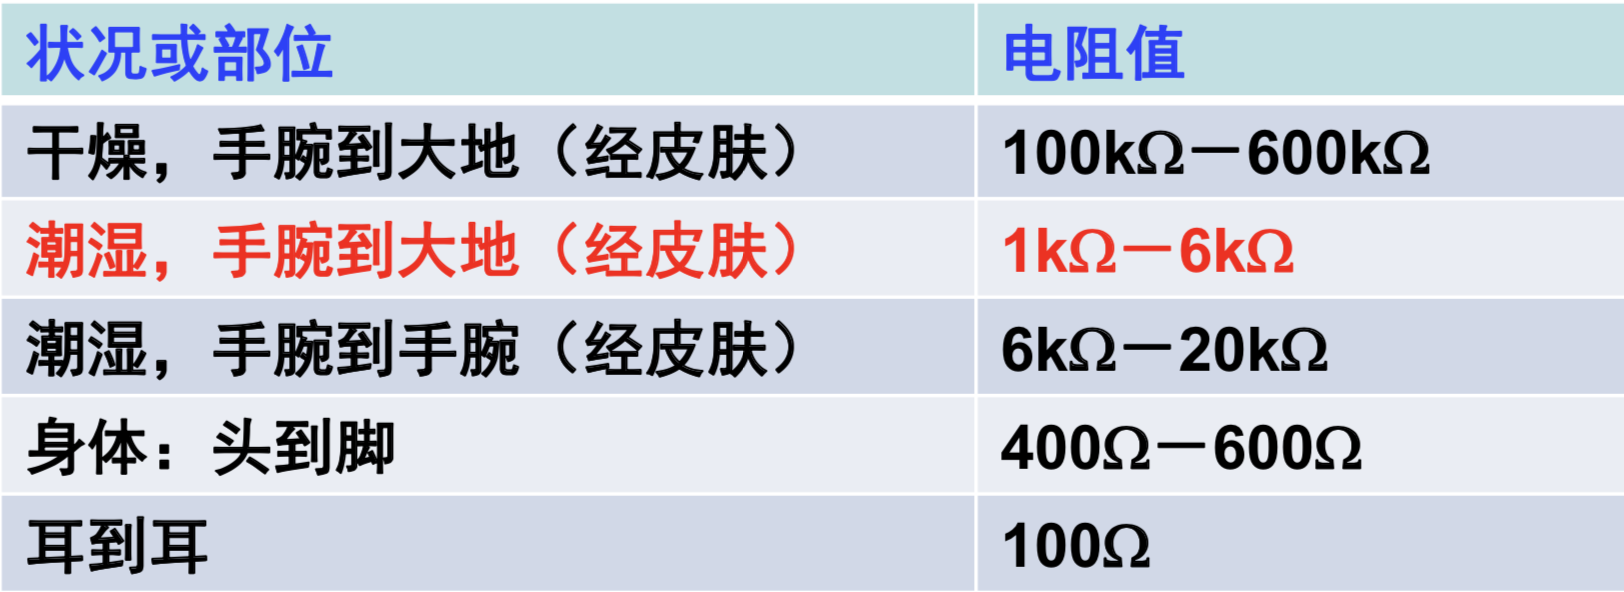 状况或部位 电阻值
干燥，手腕到大地（经皮肤） 100kΩ－600kΩ
潮湿，手腕到大地（经皮肤） 1kΩ－6kΩ
潮湿，手腕到手腕（经皮肤） 6kΩ－20kΩ
身体：头到脚 400Ω－600Ω
耳到耳 100Ω